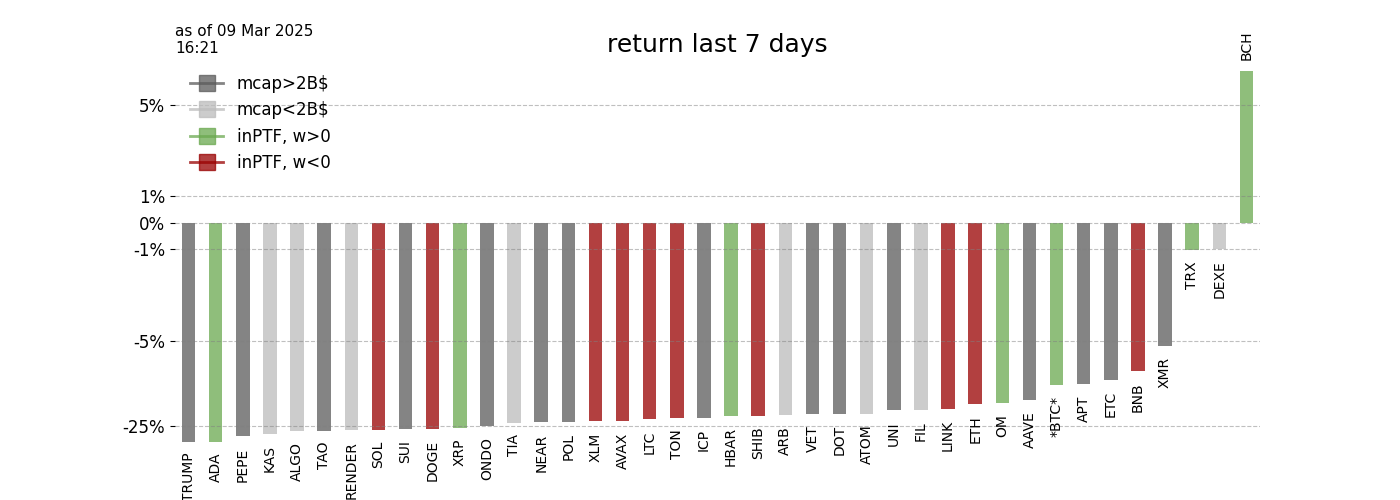 as of 09 Mar 2025
16:21
return last 7 days
BCH
mcap>2B$
mcap<2B$
inPTF, w>0
inPTF, w<0
5%
1%
0%
-1%
-5%
-25%
TRUMP
ADA
PEPE
KAS
ALGO
TAO
RENDER
SOL
SUI
DOGE
XRP
ONDO
TIA
NEAR
POL
XLM
AVAX
LTC
TON
ICP
HBAR
SHIB
ARB
VET
DOT
ATOM
UNI
FIL
LINK
ETH
OM
AAVE
*BTC*
APT
ETC
BNB
XMR
TRX
DEXE